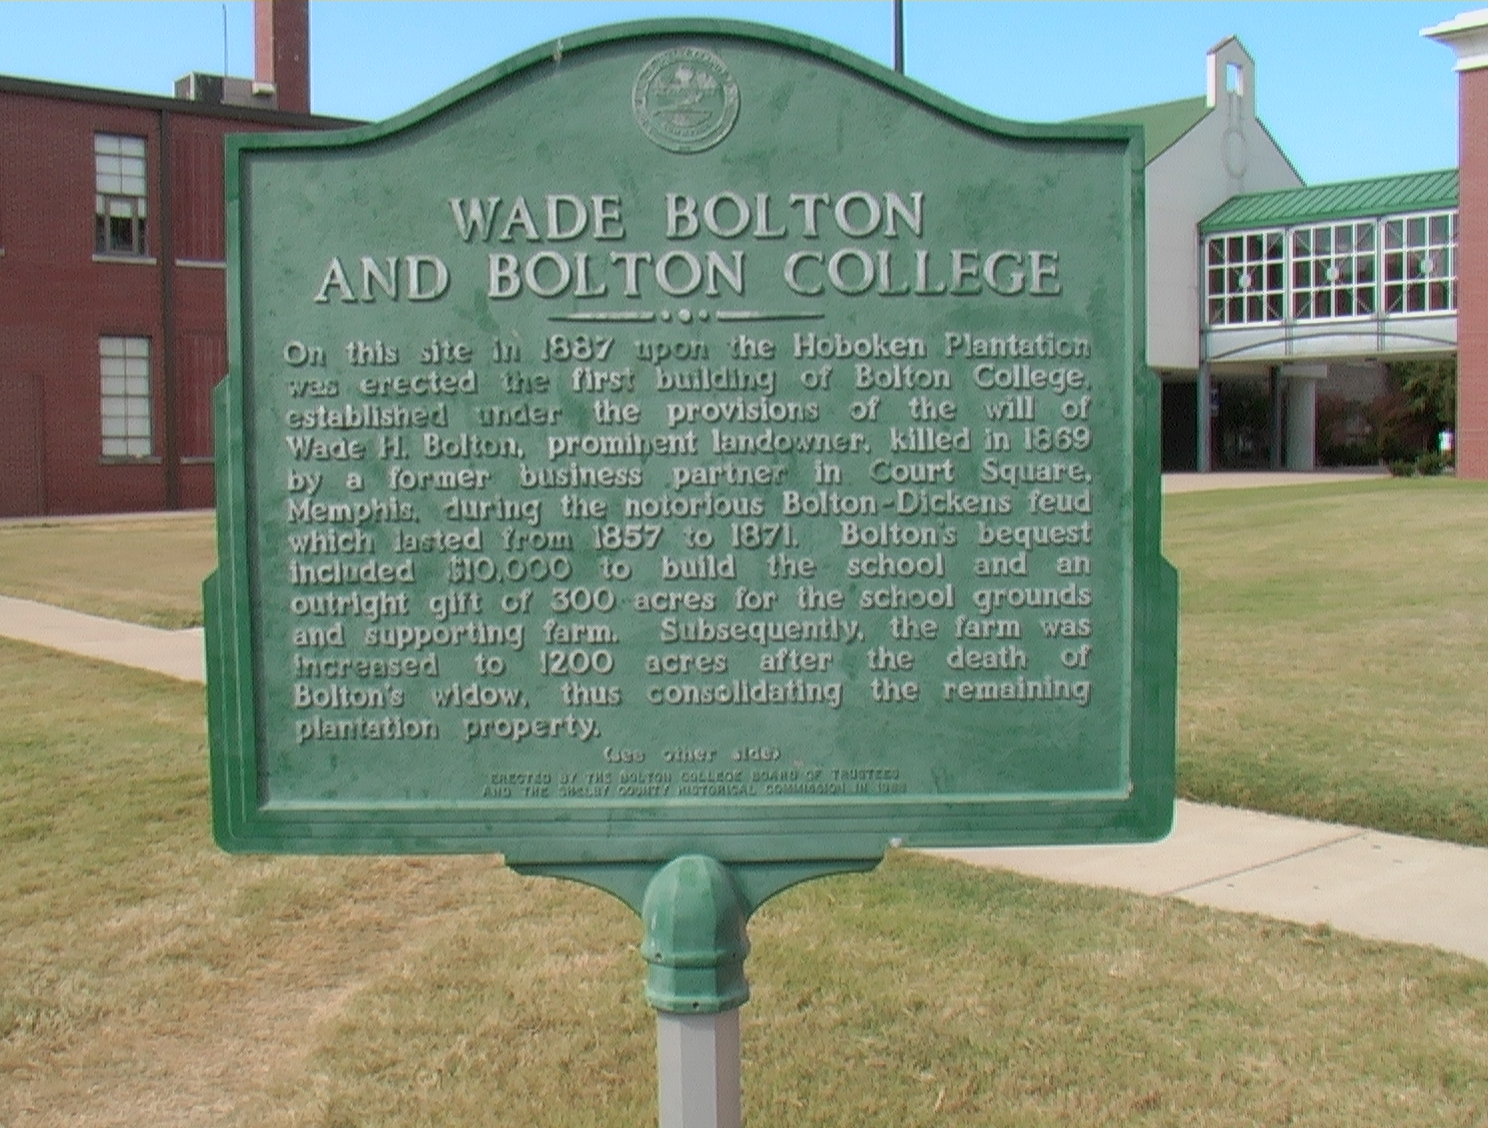 WADE BOLTON
AND BOLTON COLLEGE
On this site in 1887 upon the Hoboken Plantation
was erected the first building of Bolton College,
established under the provisions of the will of
Wade H. Bolton, prominent landowner, killed in 1869
by a former business partner in Court Square,
Memphis, during the notorious Bolton-Dickens feud
which lasted from 1857 to 1871. Bolton's bequest
included $10,000 to build the school and an
outright gift of 300 acres for the school grounds
and supporting farm. Subsequently, the farm was
increased to 1200 acres after the death of
Bolton's widow, thus consolidating the remaining
plantation property.
(see other side)
ERECTED BY THE BOLTON COLLEGE BOARD OF TRUSTEES
AND THE SHELBY COUNTY HISTORICAL COMMISSION IN